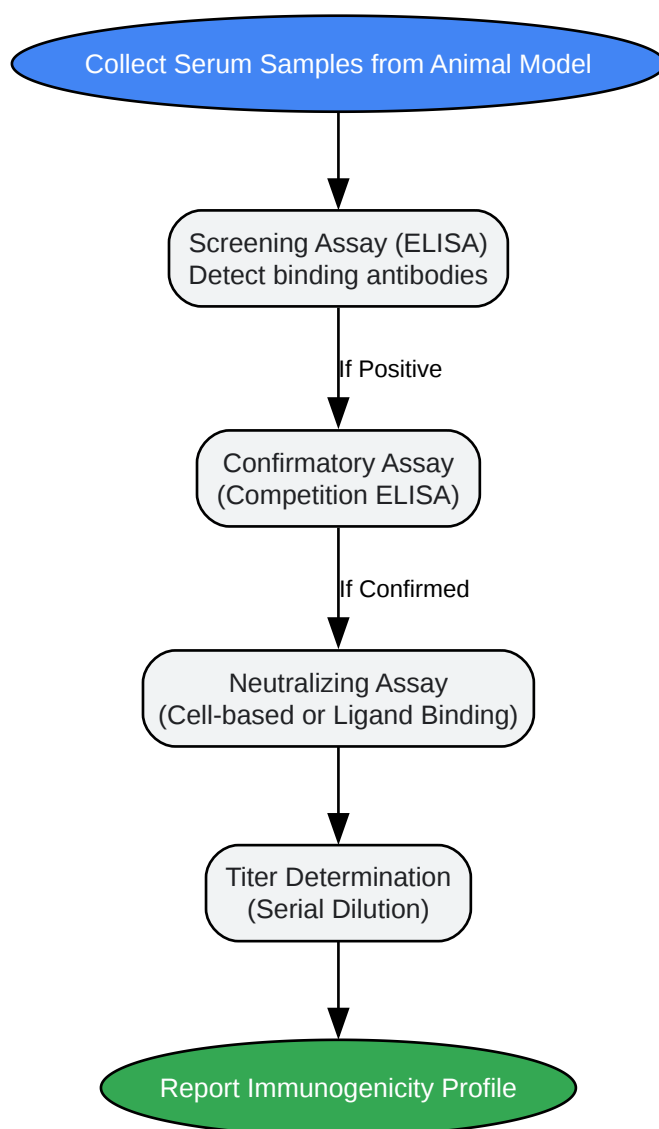 Collect Serum Samples from Animal Model
Screening Assay (ELISA)
Detect binding antibodies
If Positive
Confirmatory Assay
(Competition ELISA)
If Confirmed
Neutralizing Assay
(Cell-based or Ligand Binding)
Titer Determination
(Serial Dilution)
Report Immunogenicity Profile